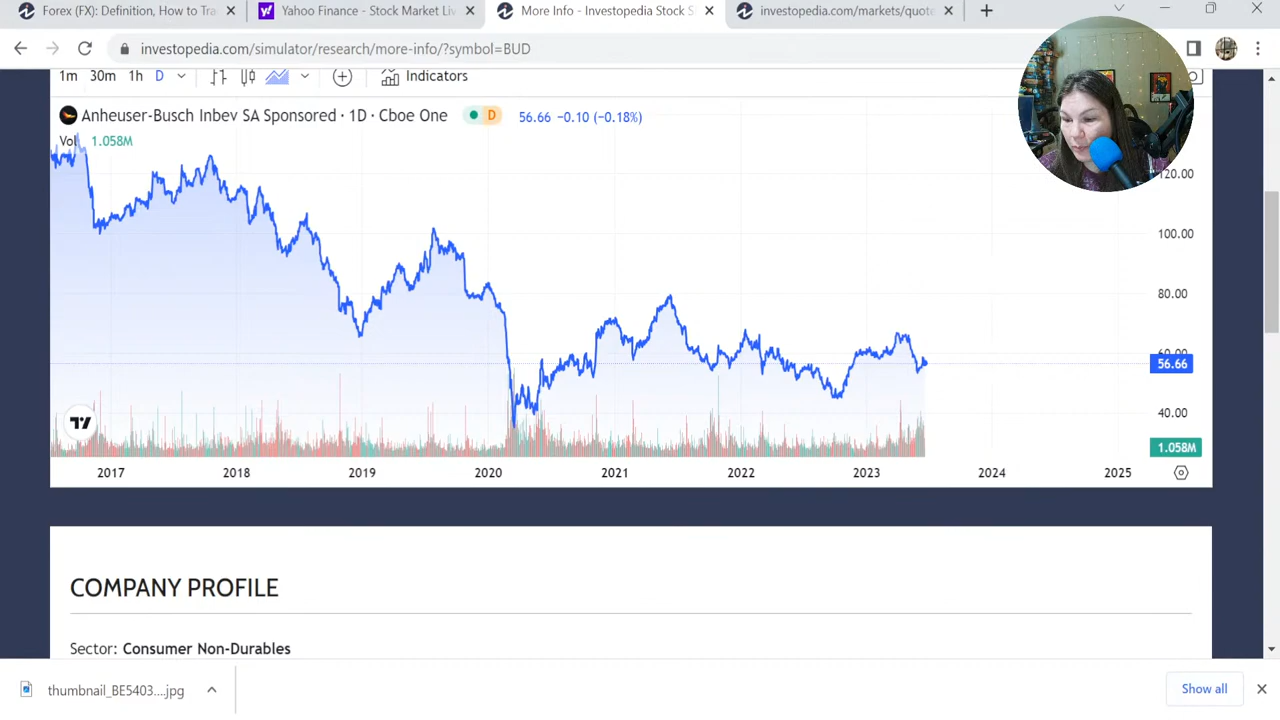 Forex (FX): Definition, How to Tra
Yahoo Finance - Stock Market Liv
More Info - Investopedia Stock S
investopedia.com/markets/quote
investopedia.com/simulator/research/more-info/?symbol=BUD
1m 30m 1h D Indicators
Anheuser-Busch Inbev SA Sponsored · 1D · Cboe One D 56.66 −0.10 (−0.18%)
Vol 1.058M
120.00
100.00
80.00
60.00
56.66
40.00
1.058M
2017 2018 2019 2020 2021 2022 2023 2024 2025
COMPANY PROFILE
Sector: Consumer Non-Durables
thumbnail_BE5403....jpg
Show all